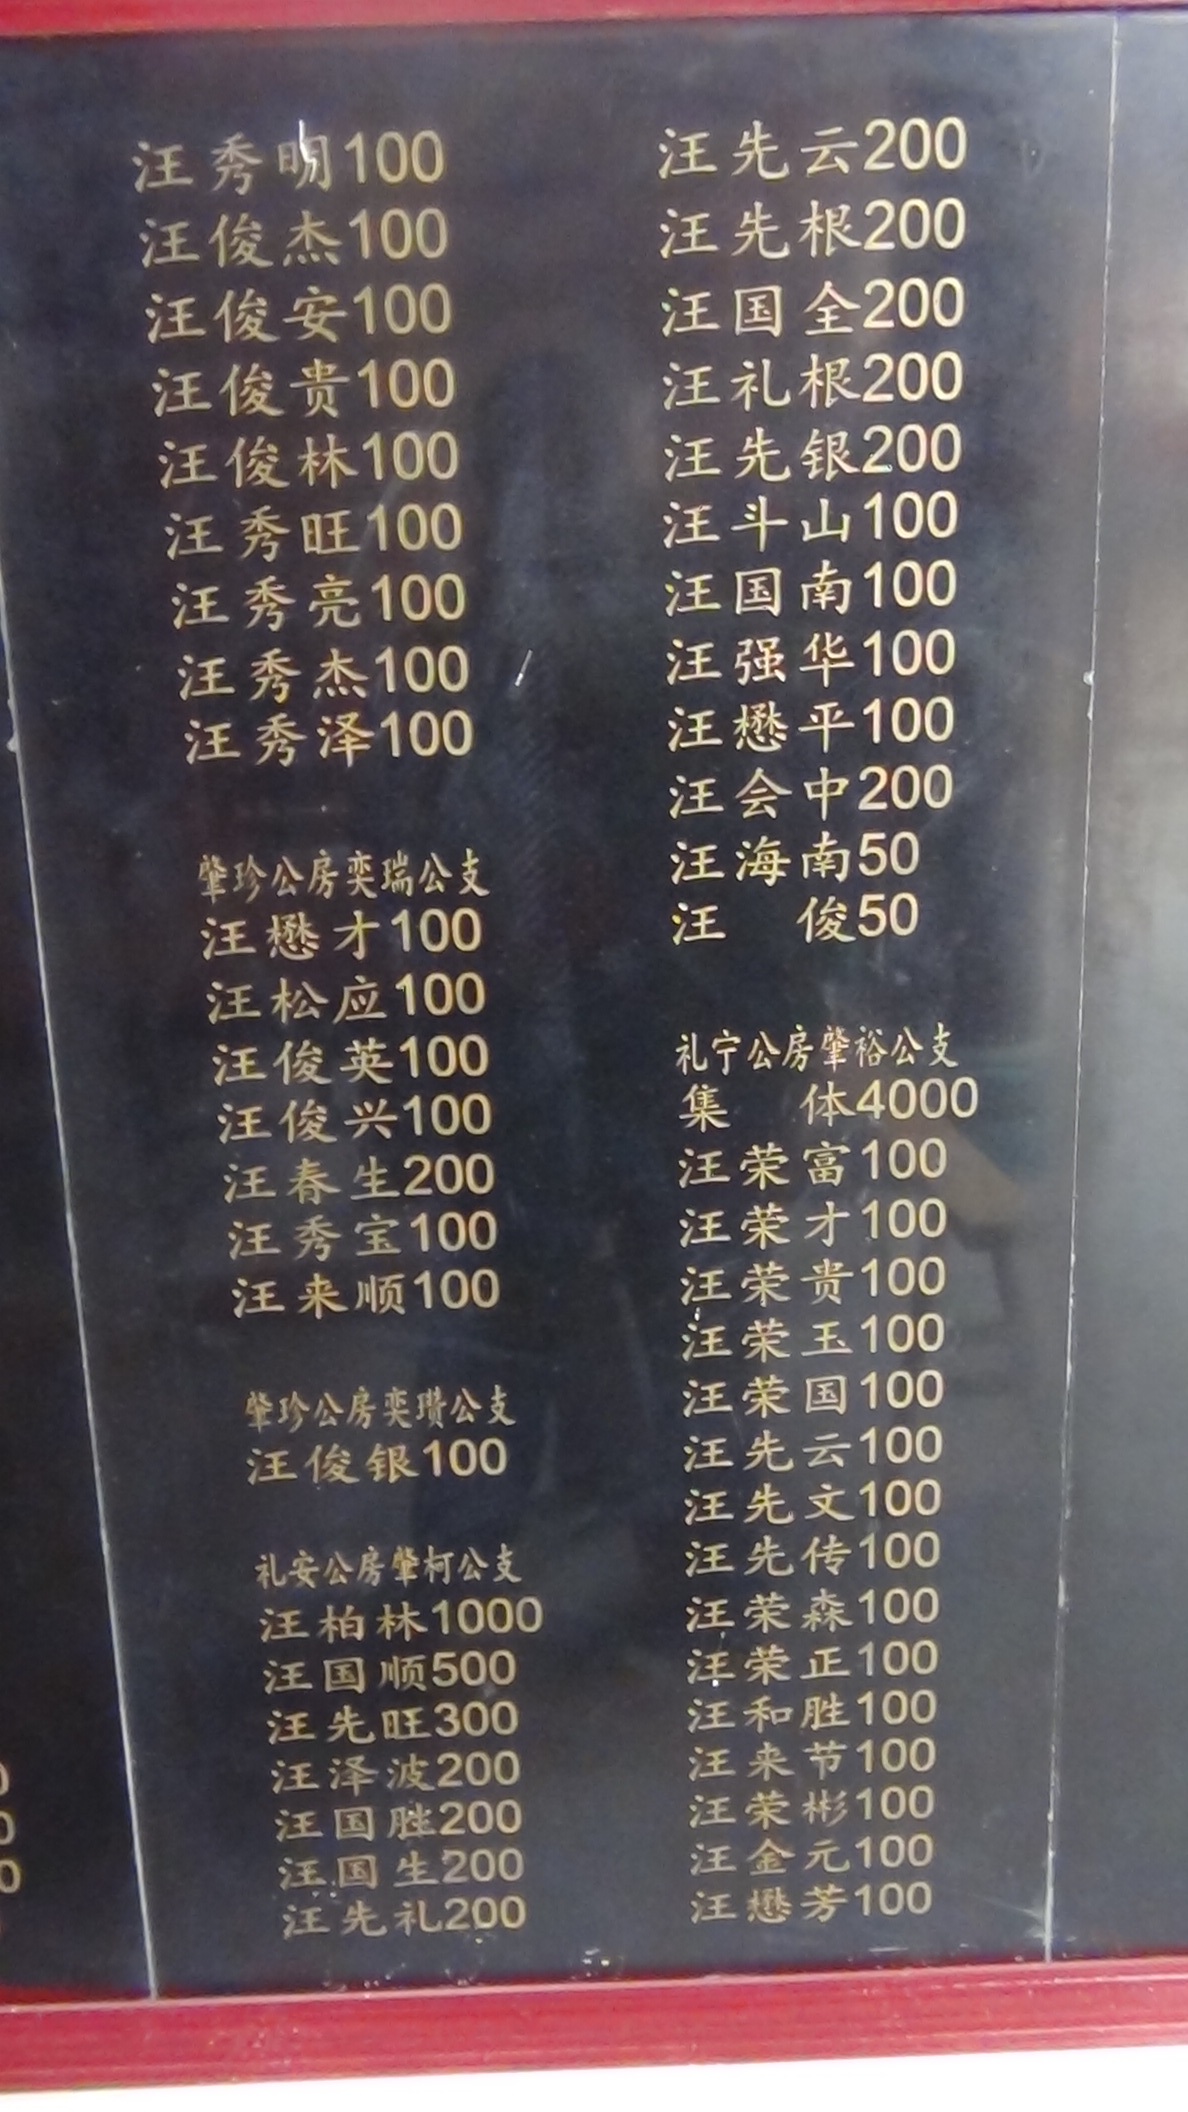 汪秀明100
汪俊杰100
汪俊安100
汪俊贵100
汪俊林100
汪秀旺100
汪秀亮100
汪秀杰100
汪秀泽100
肇珍公房奕瑞公支
汪懋才100
汪松应100
汪俊英100
汪俊兴100
汪春生200
汪秀宝100
汪来顺100
肇珍公房奕瓒公支
汪俊银100
礼安公房肇柯公支
汪柏林1000
汪国顺500
汪先旺300
汪泽波200
汪国胜200
汪国生200
汪先礼200
汪先云200
汪先根200
汪国全200
汪礼根200
汪先银200
汪斗山100
汪国南100
汪强华100
汪懋平100
汪会中200
汪海南50
汪 俊50
礼宁公房肇裕公支
集 体4000
汪荣富100
汪荣才100
汪荣贵100
汪荣玉100
汪荣国100
汪先云100
汪先文100
汪先传100
汪荣森100
汪荣正100
汪和胜100
汪来节100
汪荣彬100
汪金元100
汪懋芳100